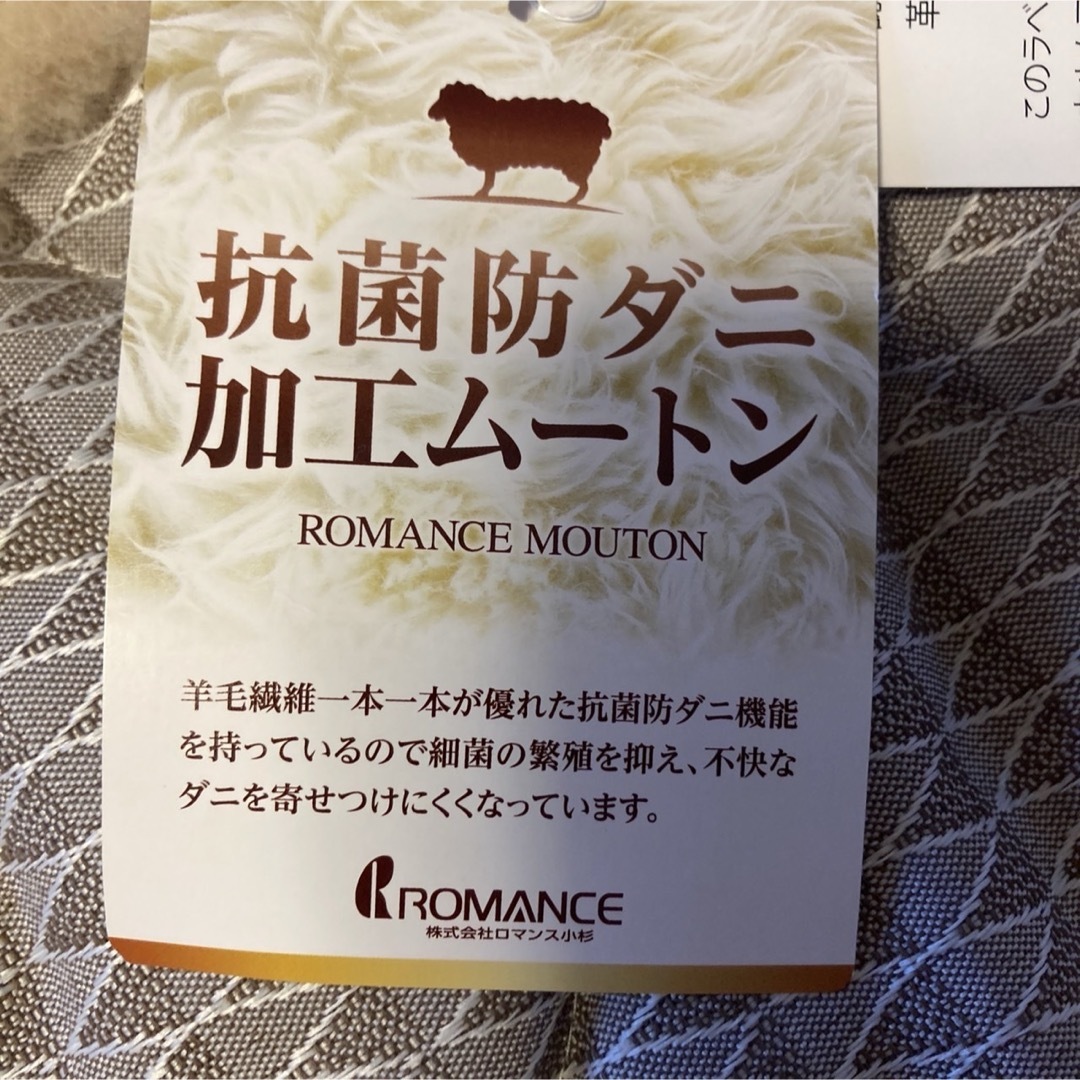 抗菌防ダニ
加工ムートン
ROMANCE MOUTON
羊毛繊維一本一本が優れた抗菌防ダニ機能
を持っているので細菌の繁殖を抑え、不快な
ダニを寄せつけにくくなっています。
ROMANCE
株式会社ロマンス小杉